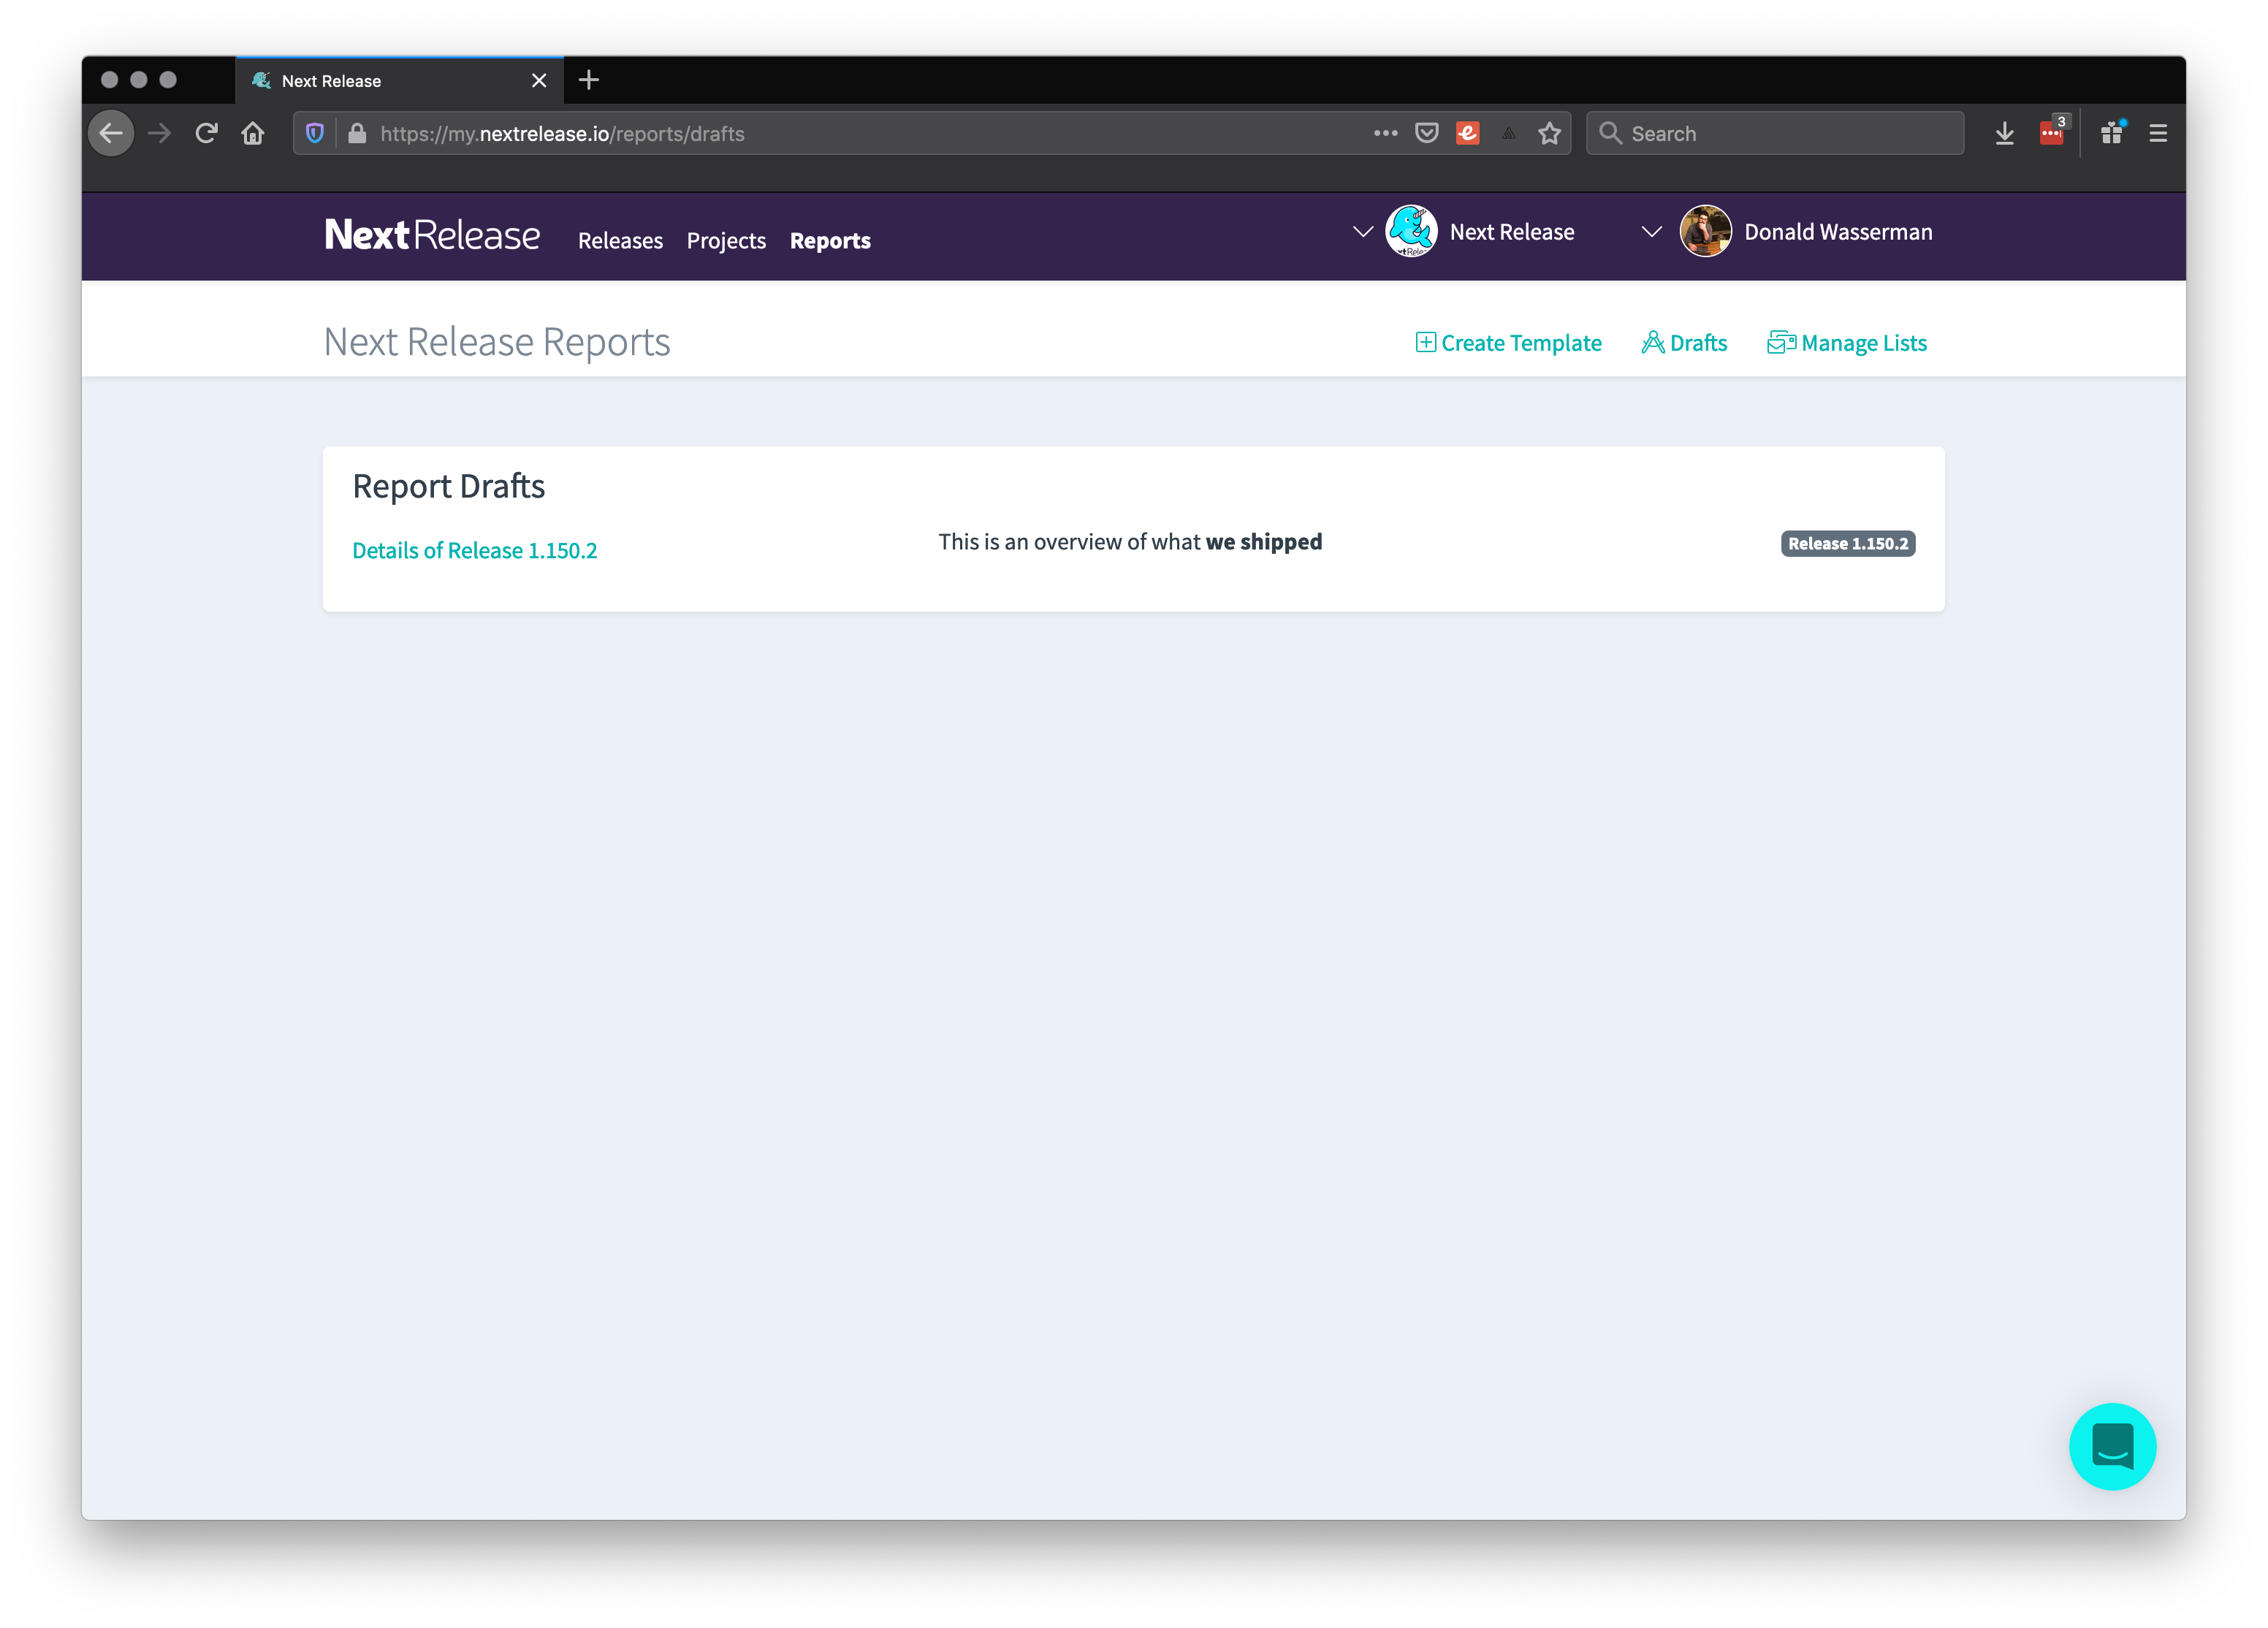 Next Release
https://my.nextrelease.io/reports/drafts
Search
3
NextRelease
Releases
Projects
Reports
Next Release
Donald Wasserman
Next Release Reports
Create Template
Drafts
Manage Lists
Report Drafts
Details of Release 1.150.2
This is an overview of what we shipped
Release 1.150.2